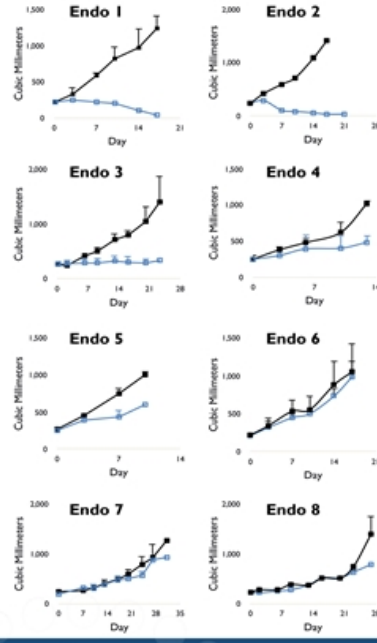 Endo 1
Cubic Millimeters
1,500
1,000
500
0
0 7 14 21
Day
Endo 2
Cubic Millimeters
2,000
1,000
0
0 7 14 21
Day
Endo 3
Cubic Millimeters
2,000
1,000
0
0 7 14 21 28
Day
Endo 4
Cubic Millimeters
1,500
1,000
500
0
0 7 14
Day
Endo 5
Cubic Millimeters
1,500
1,000
500
0
0 7 14
Day
Endo 6
Cubic Millimeters
1,500
1,000
500
0
0 7 14
Day
Endo 7
Cubic Millimeters
2,000
1,000
0
0 7 14 21 28 35
Day
Endo 8
Cubic Millimeters
2,000
1,000
0
0 7 14 21
Day